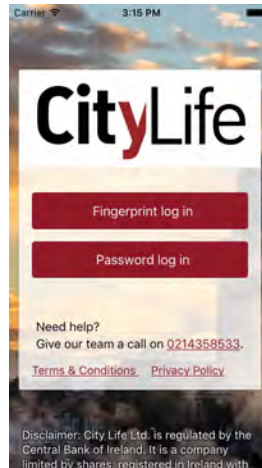 Carrier 3:15 PM
CityLife
Fingerprint log in
Password log in
Need help?
Give our team a call on 0214358533.
Terms & Conditions Privacy Policy
Disclaimer: City Life Ltd. is regulated by the
Central Bank of Ireland. It is a company
limited by shares, registered in Ireland with